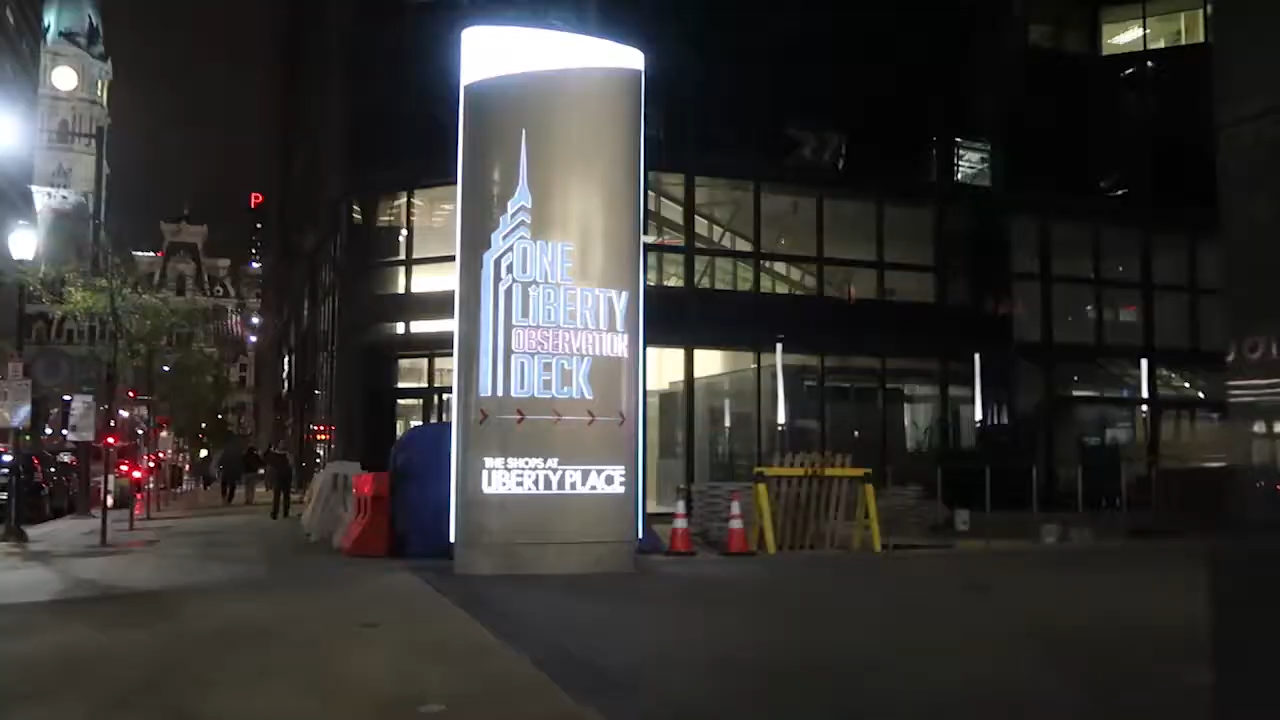 P
ONE
LiBERTY
OBSERVATION
DECK
THE SHOPS AT
LIBERTY PLACE